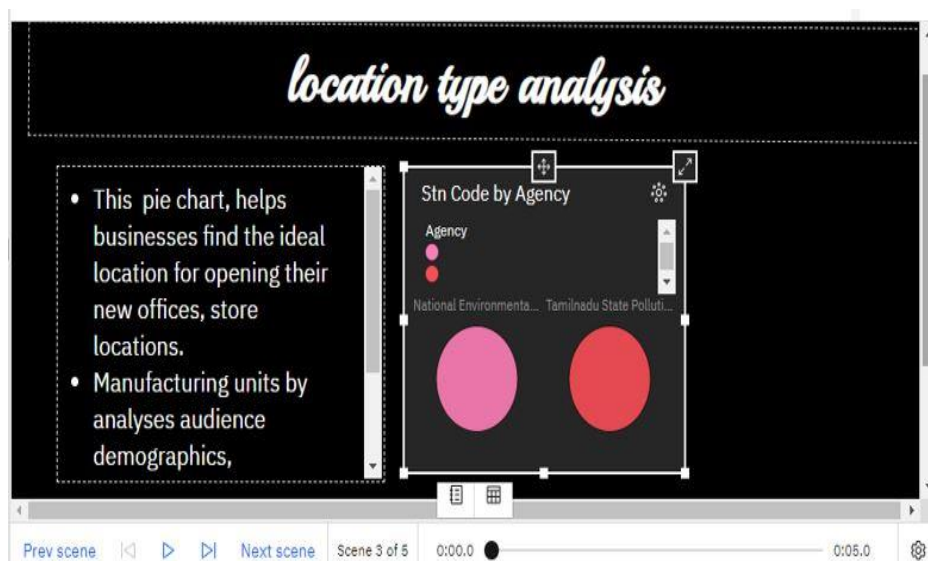 location type analysis
• This pie chart, helps
businesses find the ideal
location for opening their
new offices, store
locations.
• Manufacturing units by
analyses audience
demographics,
Stn Code by Agency
Agency
National Environmenta... Tamilnadu State Polluti...
Prev scene Next scene Scene 3 of 5 0:00.0 0:05.0